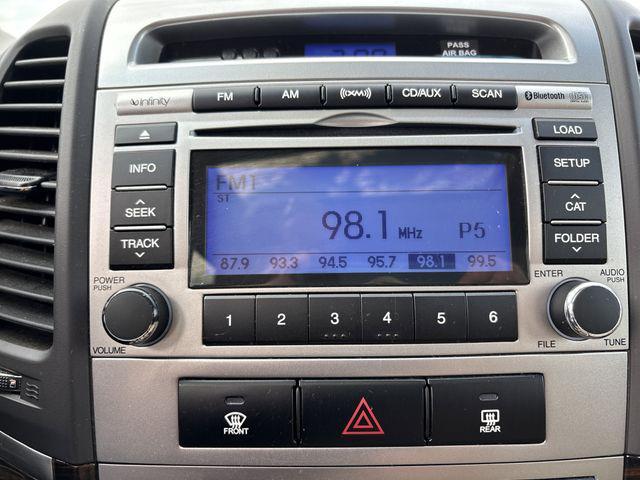 PASS
AIR BAG
Infinity
FM
AM
((XM))
CD/AUX
SCAN
Bluetooth
LOAD
INFO
SETUP
SEEK
CAT
TRACK
FOLDER
FM1
ST
98.1 MHz P5
87.9 93.3 94.5 95.7 98.1 99.5
POWER
PUSH
VOLUME
ENTER
AUDIO
PUSH
FILE
TUNE
1 2 3 4 5 6
FRONT
REAR